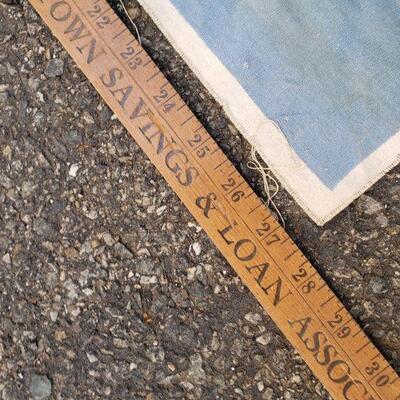 22 23 24 25 26 27 28 29 30
OWN SAVINGS & LOAN ASSOC